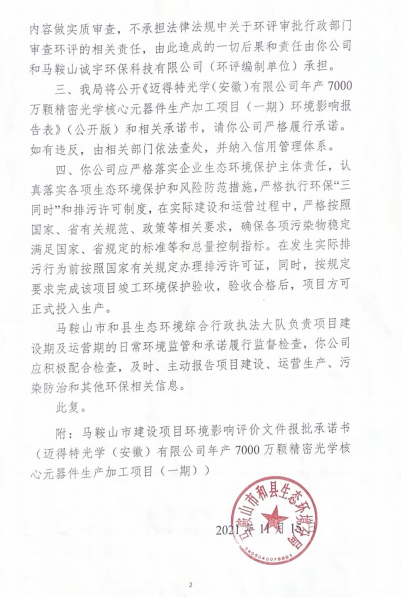 内容做实质审查，不承担法律法规中关于环评审批行政部门
审查环评的相关责任，由此造成的一切后果和责任由你公司
和马鞍山诚宇环保科技有限公司（环评编制单位）承担。
三、我局将公开《迈得特光学（安徽）有限公司年产 7000
万颗精密光学核心元器件生产加工项目（一期）环境影响报
告表》（公开版）和相关承诺书，请你公司严格履行承诺。
如有违反，由相关部门依法查处，并纳入信用管理体系。
四、你公司应严格落实企业生态环境保护主体责任，认
真落实各项生态环境保护和风险防范措施，严格执行环保“三
同时”和排污许可制度，在实际建设和运营过程中，严格按照
国家、省有关规范、政策等相关要求，确保各项污染物稳定
满足国家、省规定的标准等和总量控制指标。在发生实际排
污行为前按照国家有关规定办理排污许可证，同时，按规定
要求完成该项目竣工环境保护验收，验收合格后，项目方可
正式投入生产。
马鞍山市和县生态环境综合行政执法大队负责项目建
设期及运营期的日常环境监管和承诺履行监督检查，你公司
应积极配合检查，及时、主动报告项目建设、运营生产、污
染防治和其他环保相关信息。
此复。
附：马鞍山市建设项目环境影响评价文件报批承诺书
（迈得特光学（安徽）有限公司年产 7000 万颗精密光学核
心元器件生产加工项目（一期））
马鞍山市和县生态环境分局
2021 年 11 月 15 日
2